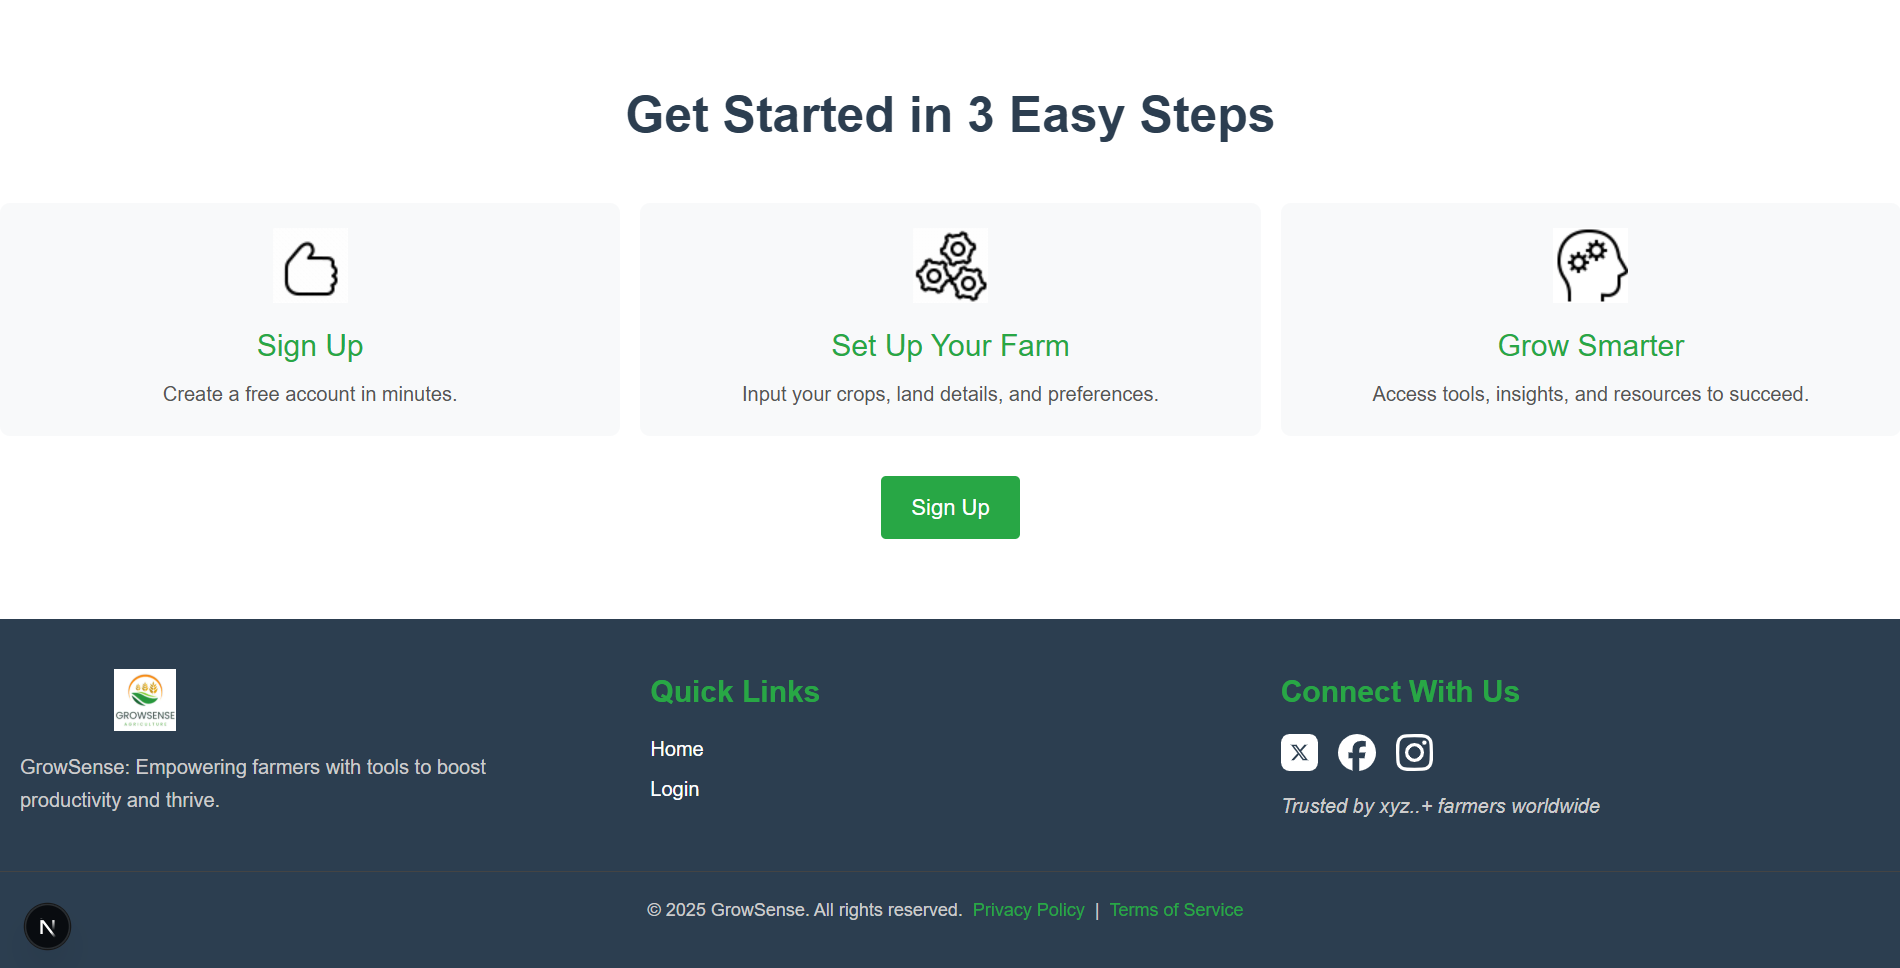 Get Started in 3 Easy Steps
Sign Up
Create a free account in minutes.
Set Up Your Farm
Input your crops, land details, and preferences.
Grow Smarter
Access tools, insights, and resources to succeed.
Sign Up
GROWSENSE
AGRICULTURE
GrowSense: Empowering farmers with tools to boost
productivity and thrive.
Quick Links
Home
Login
Connect With Us
Trusted by xyz..+ farmers worldwide
© 2025 GrowSense. All rights reserved. Privacy Policy | Terms of Service
N